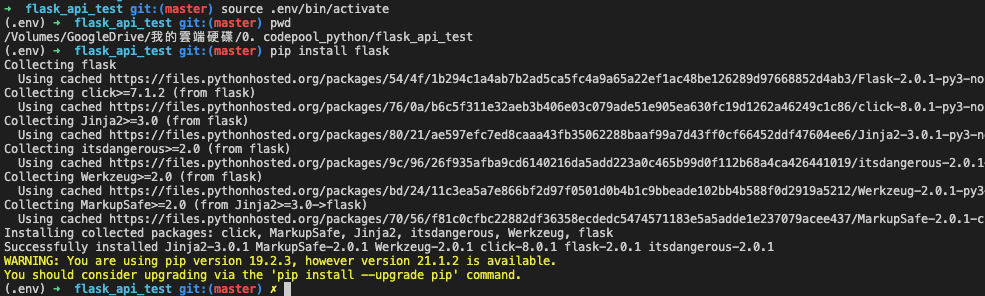 ➜  flask_api_test git:(master) source .env/bin/activate
(.env) ➜  flask_api_test git:(master) pwd
/Volumes/GoogleDrive/我的雲端硬碟/0. codepool_python/flask_api_test
(.env) ➜  flask_api_test git:(master) pip install flask
Collecting flask
  Using cached https://files.pythonhosted.org/packages/54/4f/1b294c1a4ab7b2ad5ca5fc4a9a65a22ef1ac48be126289d97668852d4ab3/Flask-2.0.1-py3-no
Collecting click>=7.1.2 (from flask)
  Using cached https://files.pythonhosted.org/packages/76/0a/b6c5f311e32aeb3b406e03c079ade51e905ea630fc19d1262a46249c1c86/click-8.0.1-py3-no
Collecting Jinja2>=3.0 (from flask)
  Using cached https://files.pythonhosted.org/packages/80/21/ae597efc7ed8caaa43fb35062288baaf99a7d43ff0cf66452ddf47604ee6/Jinja2-3.0.1-py3-n
Collecting itsdangerous>=2.0 (from flask)
  Using cached https://files.pythonhosted.org/packages/9c/96/26f935afba9cd6140216da5add223a0c465b99d0f112b68a4ca426441019/itsdangerous-2.0.1
Collecting Werkzeug>=2.0 (from flask)
  Using cached https://files.pythonhosted.org/packages/bd/24/11c3ea5a7e866bf2d97f0501d0b4b1c9bbeade102bb4b588f0d2919a5212/Werkzeug-2.0.1-py3
Collecting MarkupSafe>=2.0 (from Jinja2>=3.0->flask)
  Using cached https://files.pythonhosted.org/packages/70/56/f81c0cfbc22882df36358ecdedc5474571183e5a5adde1e237079acee437/MarkupSafe-2.0.1-c
Installing collected packages: click, MarkupSafe, Jinja2, itsdangerous, Werkzeug, flask
Successfully installed Jinja2-3.0.1 MarkupSafe-2.0.1 Werkzeug-2.0.1 click-8.0.1 flask-2.0.1 itsdangerous-2.0.1
WARNING: You are using pip version 19.2.3, however version 21.1.2 is available.
You should consider upgrading via the 'pip install --upgrade pip' command.
(.env) ➜  flask_api_test git:(master) ✗